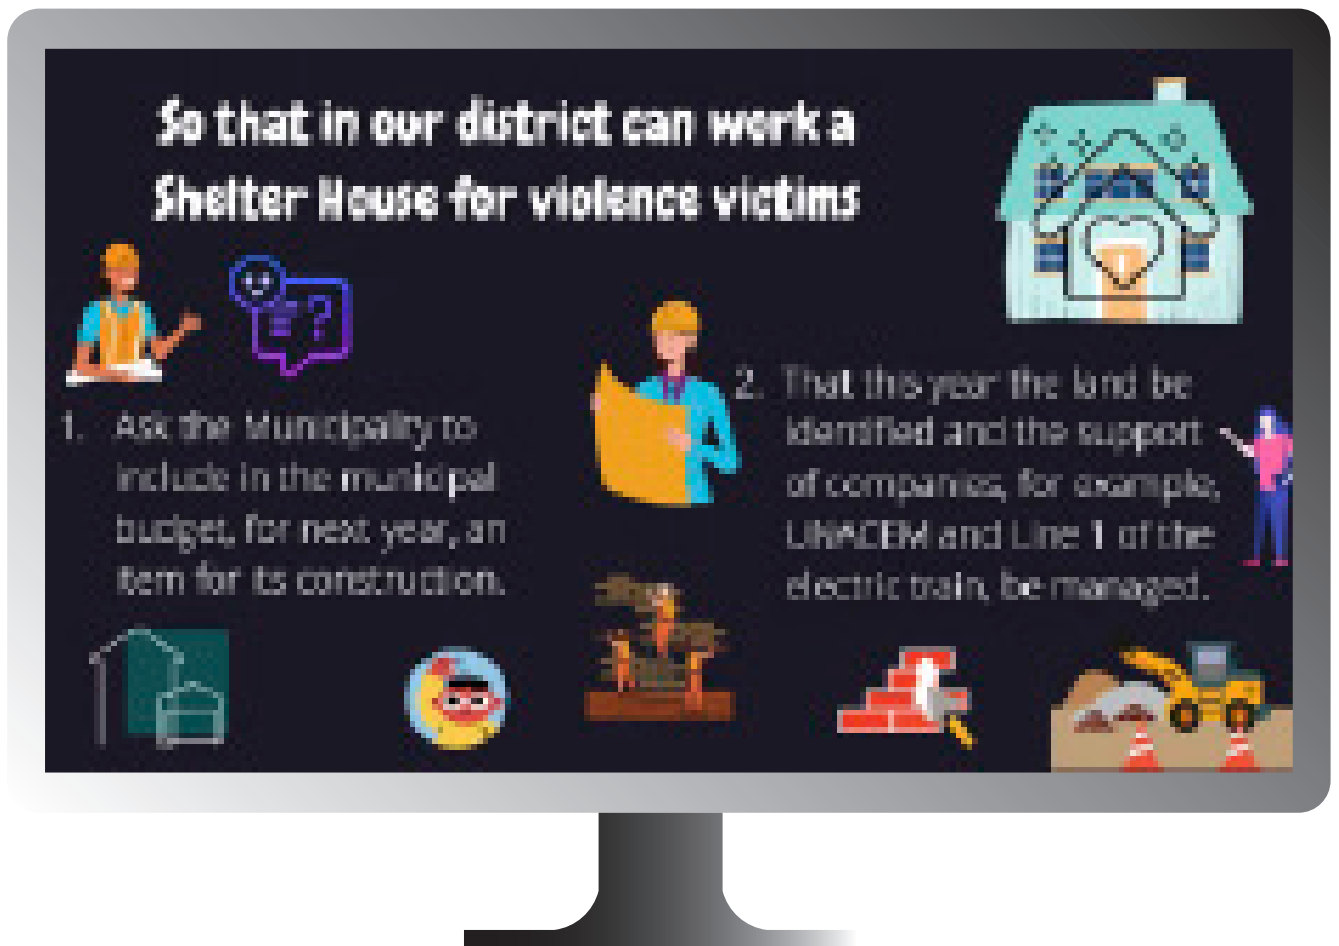 So that in our district can work a
Shelter House for violence victims
1. Ask the Municipality to
include in the municipal
budget, for next year, an
item for its construction.
2. That this year the land be
identified and the support
of companies, for example,
UNACEM and Line 1 of the
electric train, be managed.
?